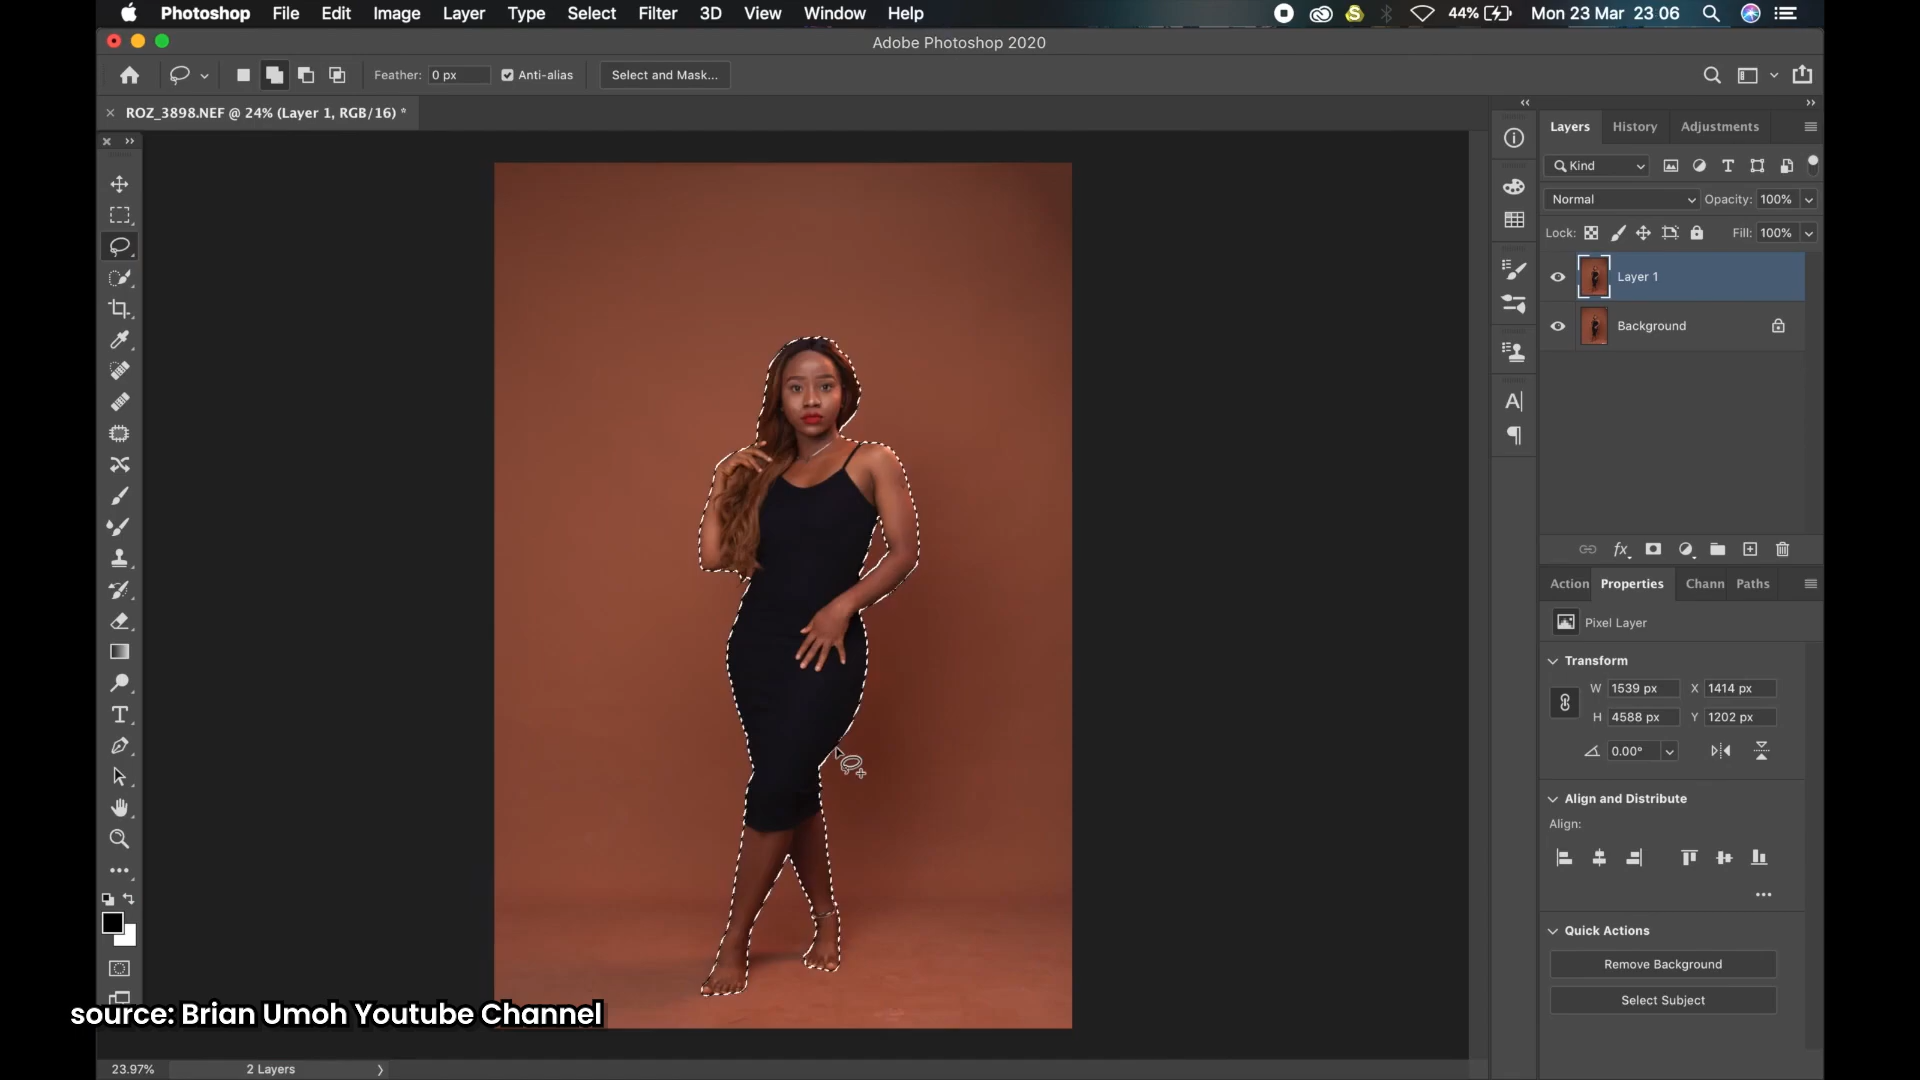 Photoshop File Edit Image Layer Type Select Filter 3D View Window Help 44% Mon 23 Mar 23 06
Adobe Photoshop 2020
Feather: 0 px Anti-alias Select and Mask...
× ROZ_3898.NEF @ 24% (Layer 1, RGB/16) *
Layers History Adjustments
Kind
Normal Opacity: 100%
Lock: Fill: 100%
Layer 1
Background
fx
Action Properties Chann Paths
Pixel Layer
Transform
W 1539 px X 1414 px
H 4588 px Y 1202 px
0.00°
Align and Distribute
Align:
Quick Actions
Remove Background
Select Subject
source: Brian Umoh Youtube Channel
23.97% 2 Layers